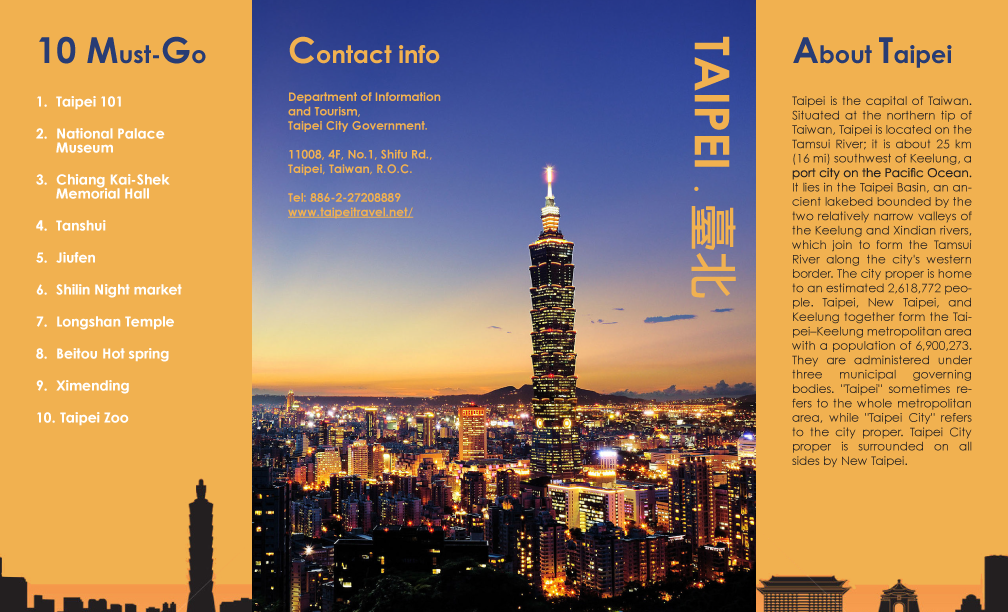 10 Must-Go
1. Taipei 101
2. National Palace
Museum
3. Chiang Kai-Shek
Memorial Hall
4. Tanshui
5. Jiufen
6. Shilin Night market
7. Longshan Temple
8. Beitou Hot spring
9. Ximending
10. Taipei Zoo
Contact info
Department of Information
and Tourism,
Taipei City Government.
11008, 4F, No.1, Shifu Rd.,
Taipei, Taiwan, R.O.C.
Tel: 886-2-27208889
www.taipeitravel.net/
TAIPEI . 臺北
About Taipei
Taipei is the capital of Taiwan.
Situated at the northern tip of
Taiwan, Taipei is located on the
Tamsui River; it is about 25 km
(16 mi) southwest of Keelung, a
port city on the Pacific Ocean.
It lies in the Taipei Basin, an an-
cient lakebed bounded by the
two relatively narrow valleys of
the Keelung and Xindian rivers,
which join to form the Tamsui
River along the city's western
border. The city proper is home
to an estimated 2,618,772 peo-
ple. Taipei, New Taipei, and
Keelung together form the Tai-
pei–Keelung metropolitan area
with a population of 6,900,273.
They are administered under
three municipal governing
bodies. "Taipei" sometimes re-
fers to the whole metropolitan
area, while "Taipei City" refers
to the city proper. Taipei City
proper is surrounded on all
sides by New Taipei.